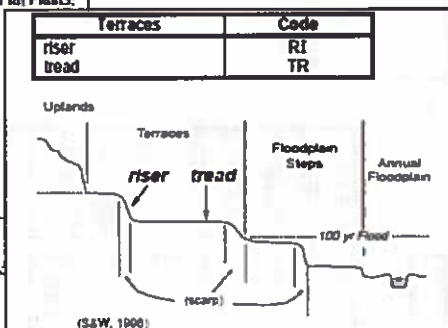 Terraces Code
riser RI
tread TR
Uplands
Terraces
Floodplain
Steps
Annual
Floodplain
riser tread
100 yr Flood
(scarp)
(S&W, 1996)